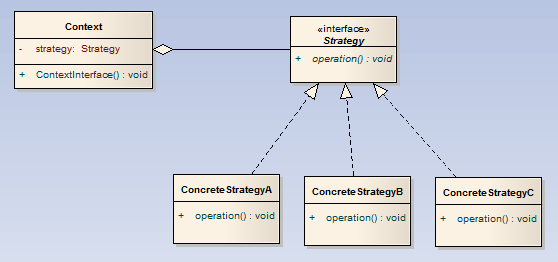 Context
- strategy: Strategy
+ ContextInterface() : void
«interface»
Strategy
+ operation() : void
ConcreteStrategyA
+ operation() : void
ConcreteStrategyB
+ operation() : void
ConcreteStrategyC
+ operation() : void